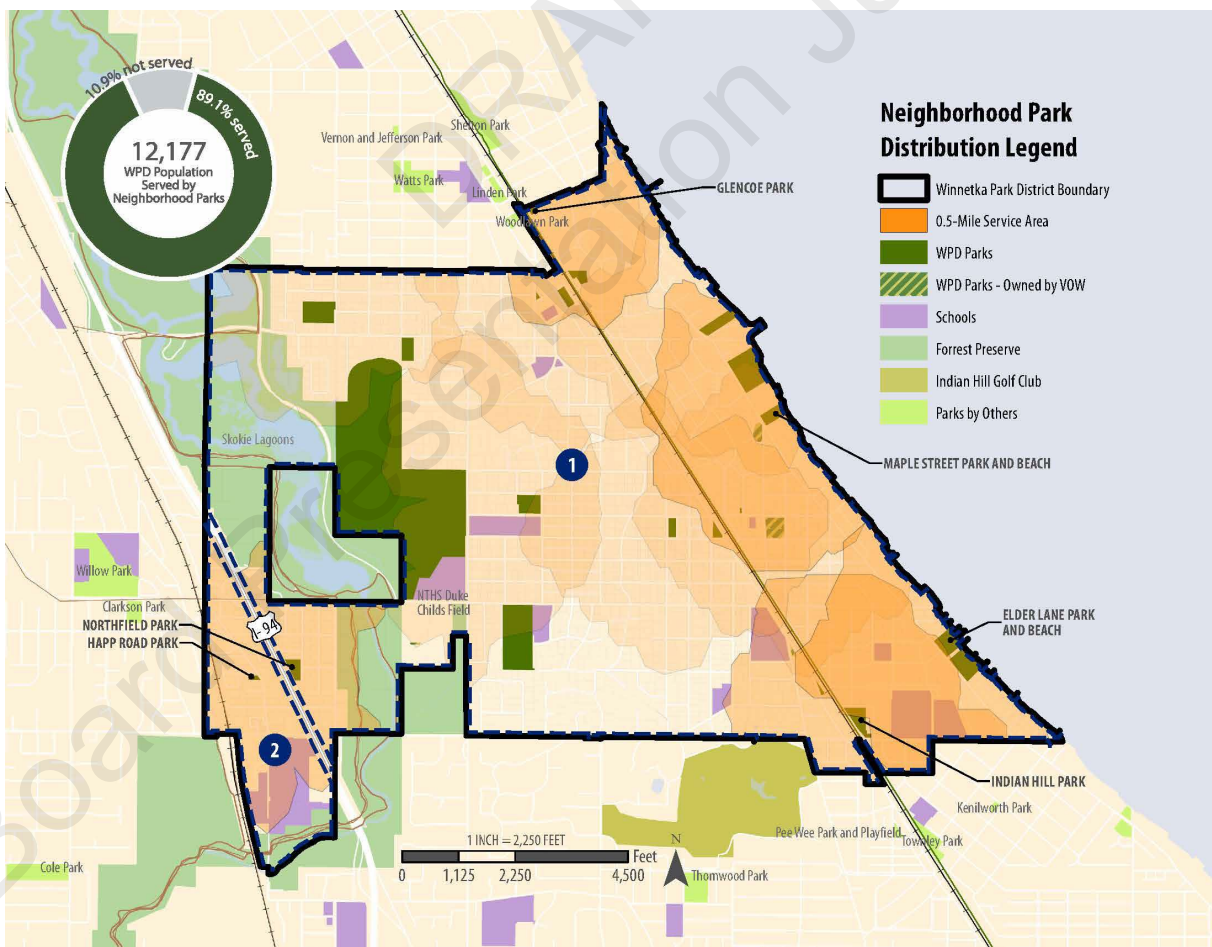 10.9% not served
89.1% served
12,177
WPD Population
Served by
Neighborhood Parks
Neighborhood Park
Distribution Legend
Winnetka Park District Boundary
0.5-Mile Service Area
WPD Parks
WPD Parks - Owned by VOW
Schools
Forrest Preserve
Indian Hill Golf Club
Parks by Others
Shelton Park
Vernon and Jefferson Park
Watts Park
Linden Park
GLENCOE PARK
Woodlawn Park
Skokie Lagoons
1
MAPLE STREET PARK AND BEACH
Willow Park
NTHS Duke
Childs Field
Clarkson Park
NORTHFIELD PARK
I-94
HAPP ROAD PARK
ELDER LANE PARK
AND BEACH
2
INDIAN HILL PARK
Kenilworth Park
Pee Wee Park and Playfield
Townley Park
1 INCH = 2,250 FEET
Feet
0 1,125 2,250 4,500
N
Thornwood Park
Cole Park
Board Presentation